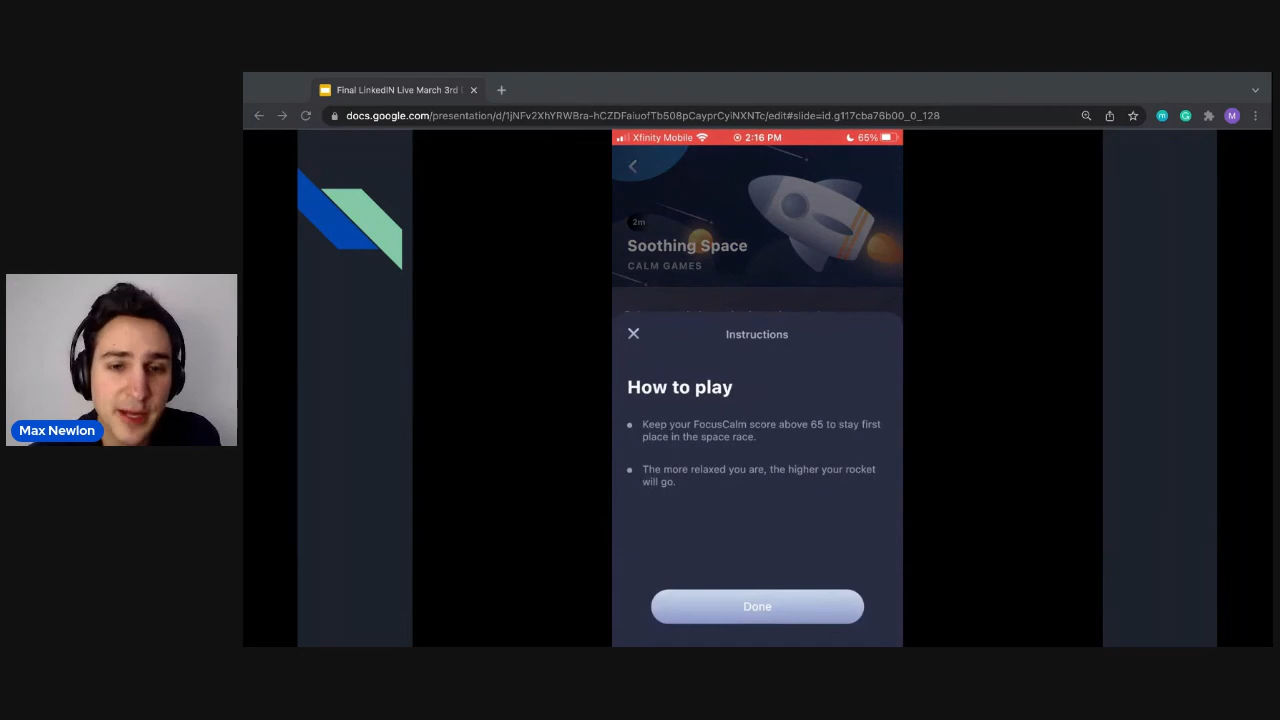 Final LinkedIN Live March 3rd
docs.google.com/presentation/d/1jNFv2XhYRWBra-hCZDFaiuofTb508pCayprCyiNXNTc/edit#slide=id.g117cba76b00_0_128
M
Xfinity Mobile
2:16 PM
65%
2m
Soothing Space
CALM GAMES
Instructions
How to play
Keep your FocusCalm score above 65 to stay first
place in the space race.
The more relaxed you are, the higher your rocket
will go.
Done
Max Newlon